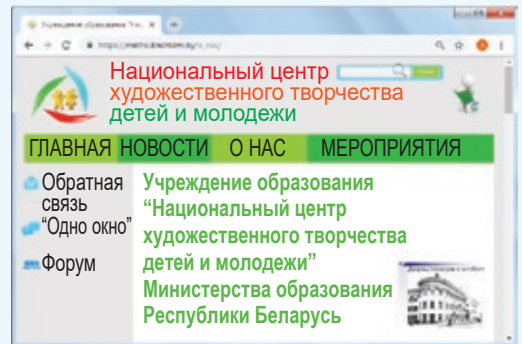 Национальный центр
художественного творчества
детей и молодежи
ГЛАВНАЯ НОВОСТИ О НАС МЕРОПРИЯТИЯ
Обратная
связь
“Одно окно”
Форум
Учреждение образования
“Национальный центр
художественного творчества
детей и молодежи”
Министерства образования
Республики Беларусь